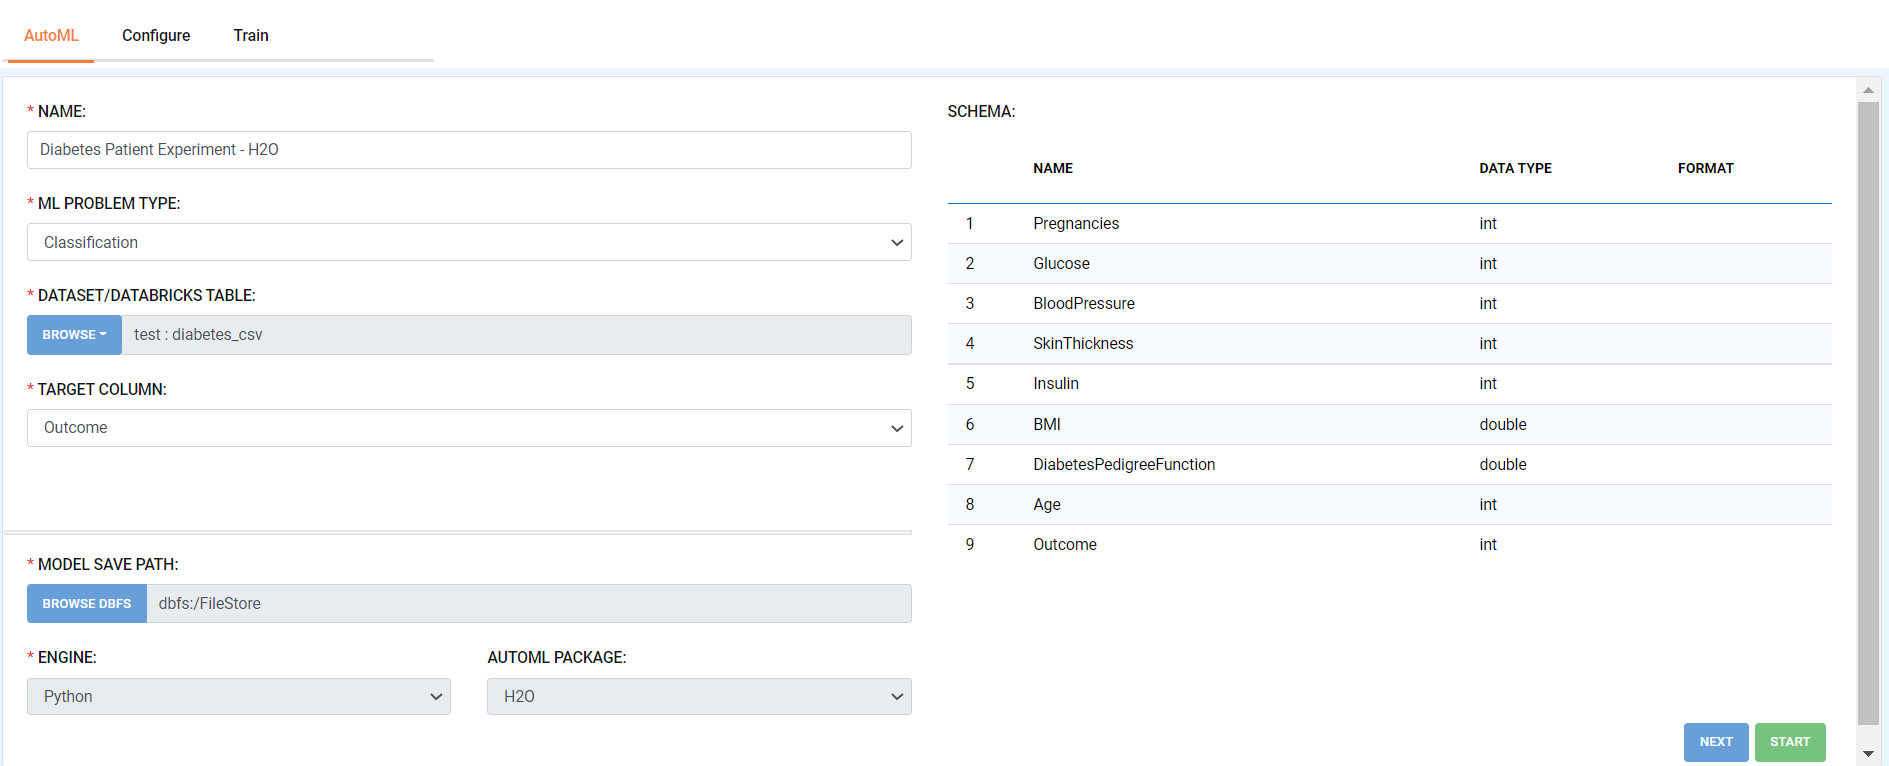 AutoML Configure Train
* NAME:
Diabetes Patient Experiment - H2O
* ML PROBLEM TYPE:
Classification
* DATASET/DATABRICKS TABLE:
BROWSE test : diabetes_csv
* TARGET COLUMN:
Outcome
* MODEL SAVE PATH:
BROWSE DBFS dbfs:/FileStore
* ENGINE: AUTOML PACKAGE:
Python H2O
SCHEMA:
NAME DATA TYPE FORMAT
1 Pregnancies int
2 Glucose int
3 BloodPressure int
4 SkinThickness int
5 Insulin int
6 BMI double
7 DiabetesPedigreeFunction double
8 Age int
9 Outcome int
NEXT START